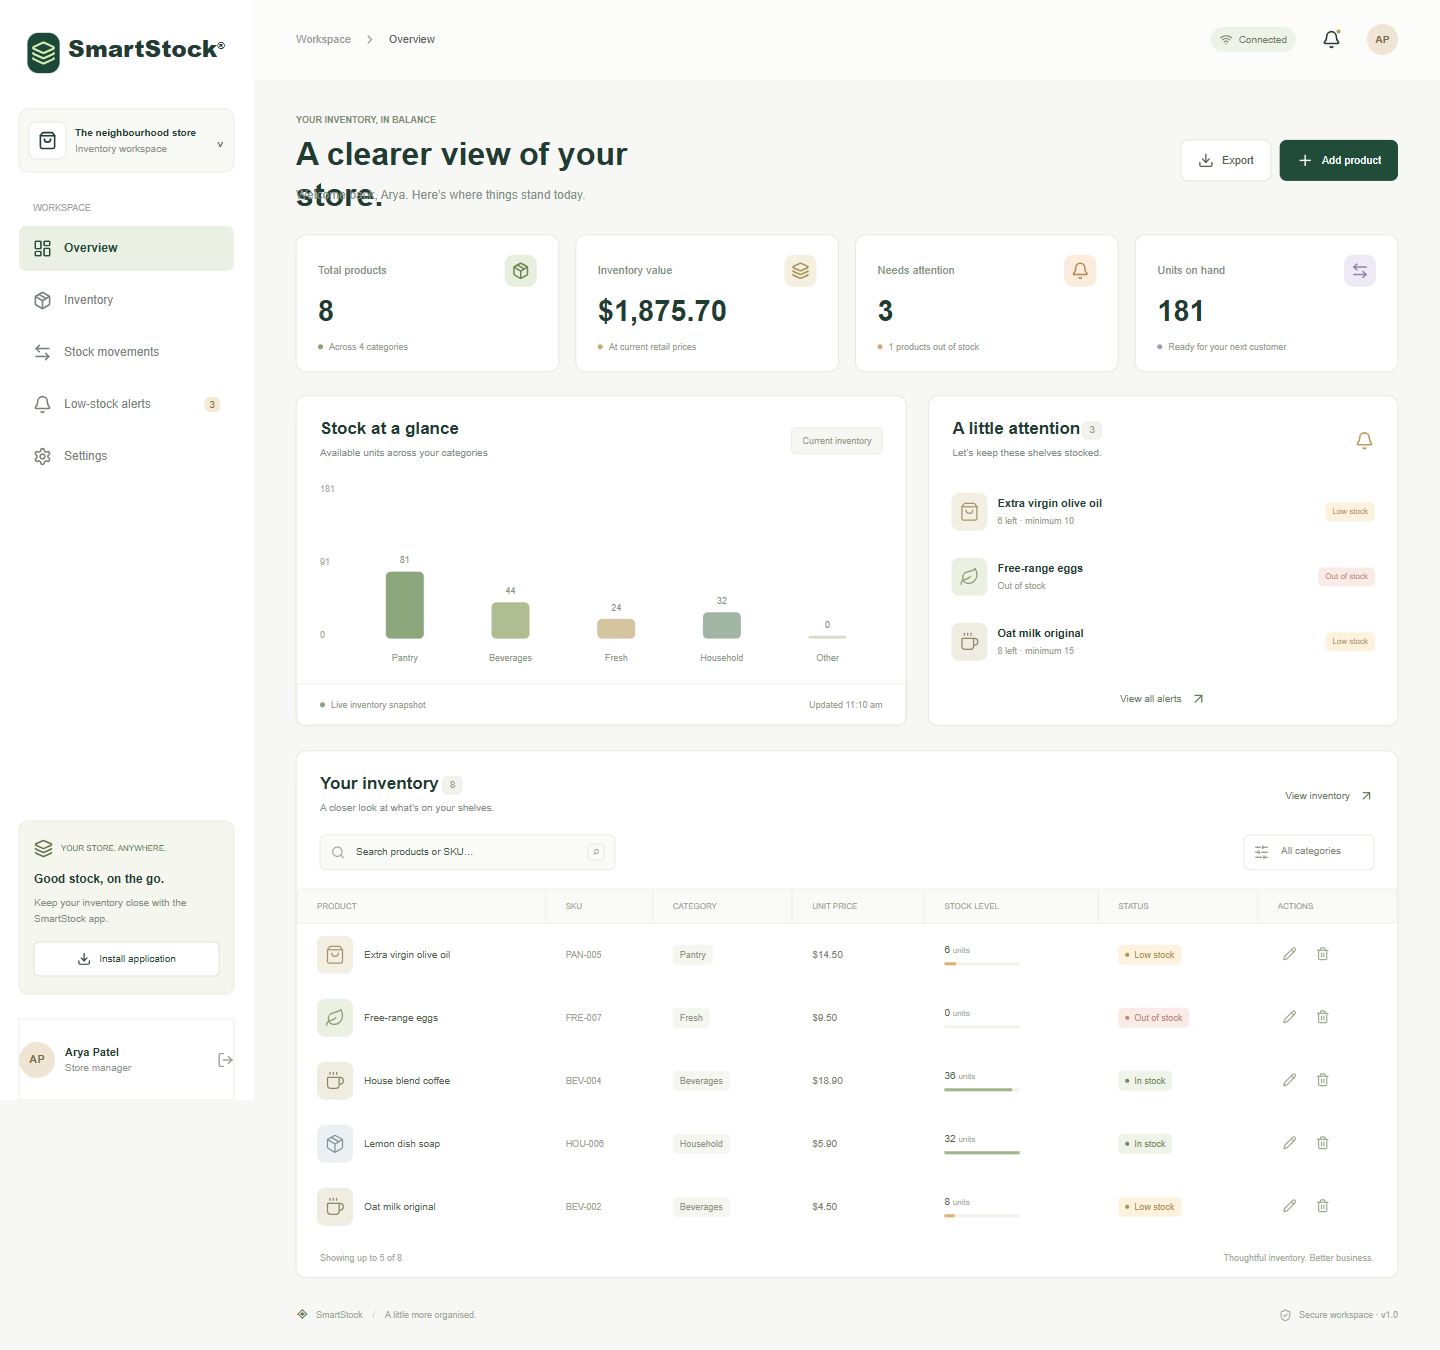 SmartStock®
The neighbourhood store
Inventory workspace
WORKSPACE
Overview
Inventory
Stock movements
Low-stock alerts 3
Settings
YOUR STORE. ANYWHERE.
Good stock, on the go.
Keep your inventory close with the
SmartStock app.
Install application
AP
Arya Patel
Store manager
Workspace > Overview
Connected
AP
YOUR INVENTORY, IN BALANCE
A clearer view of your
store.
Welcome back, Arya. Here's where things stand today.
Export
Add product
Total products
8
Across 4 categories
Inventory value
$1,875.70
At current retail prices
Needs attention
3
1 products out of stock
Units on hand
181
Ready for your next customer
Stock at a glance
Available units across your categories
Current inventory
181
91
0
81
44
24
32
0
Pantry Beverages Fresh Household Other
Live inventory snapshot
Updated 11:10 am
A little attention 3
Let's keep these shelves stocked.
Extra virgin olive oil
6 left · minimum 10
Low stock
Free-range eggs
Out of stock
Out of stock
Oat milk original
8 left · minimum 15
Low stock
View all alerts
Your inventory 8
A closer look at what's on your shelves.
View inventory
Search products or SKU...
All categories
PRODUCT SKU CATEGORY UNIT PRICE STOCK LEVEL STATUS ACTIONS
Extra virgin olive oil PAN-005 Pantry $14.50 6 units Low stock
Free-range eggs FRE-007 Fresh $9.50 0 units Out of stock
House blend coffee BEV-004 Beverages $18.90 36 units In stock
Lemon dish soap HOU-006 Household $5.90 32 units In stock
Oat milk original BEV-002 Beverages $4.50 8 units Low stock
Showing up to 5 of 8
Thoughtful inventory. Better business.
SmartStock / A little more organised.
Secure workspace · v1.0